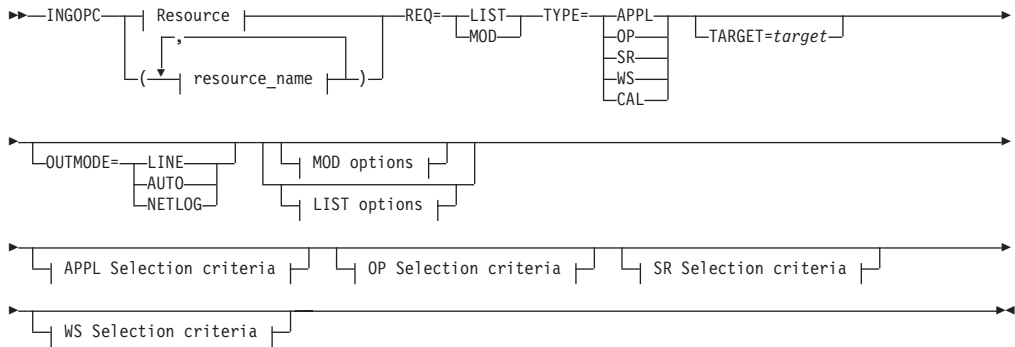 INGOPC Resource REQ= LIST TYPE= APPL
, MOD OP TARGET=target
( resource_name ) SR
WS
CAL
OUTMODE= LINE MOD options
AUTO
NETLOG LIST options
APPL Selection criteria OP Selection criteria SR Selection criteria
WS Selection criteria